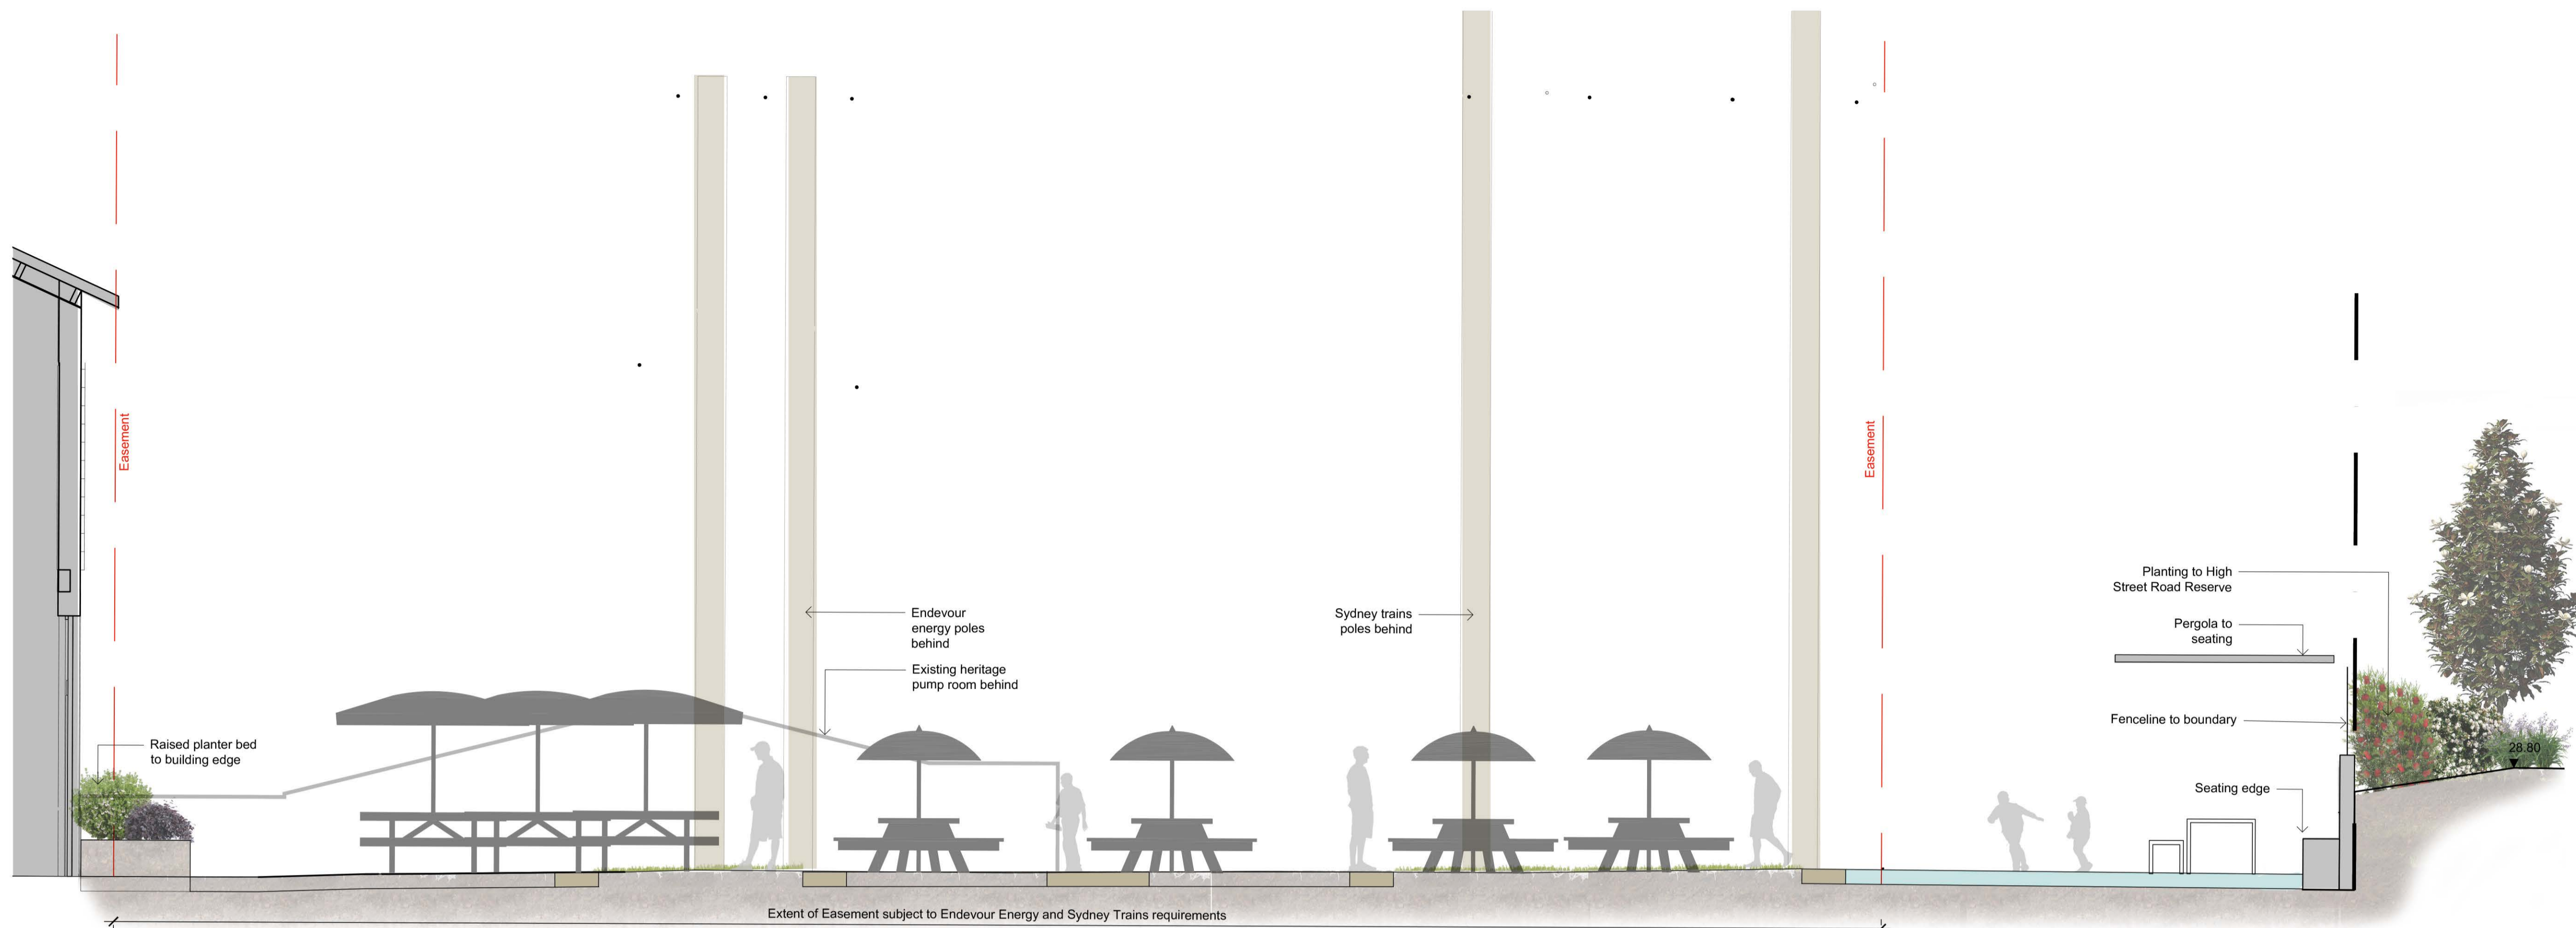 Easement
Easement
Endevour
energy poles
behind
Existing heritage
pump room behind
Sydney trains
poles behind
Planting to High
Street Road Reserve
Pergola to
seating
Fenceline to boundary
28.80
Seating edge
Raised planter bed
to building edge
Extent of Easement subject to Endevour Energy and Sydney Trains requirements